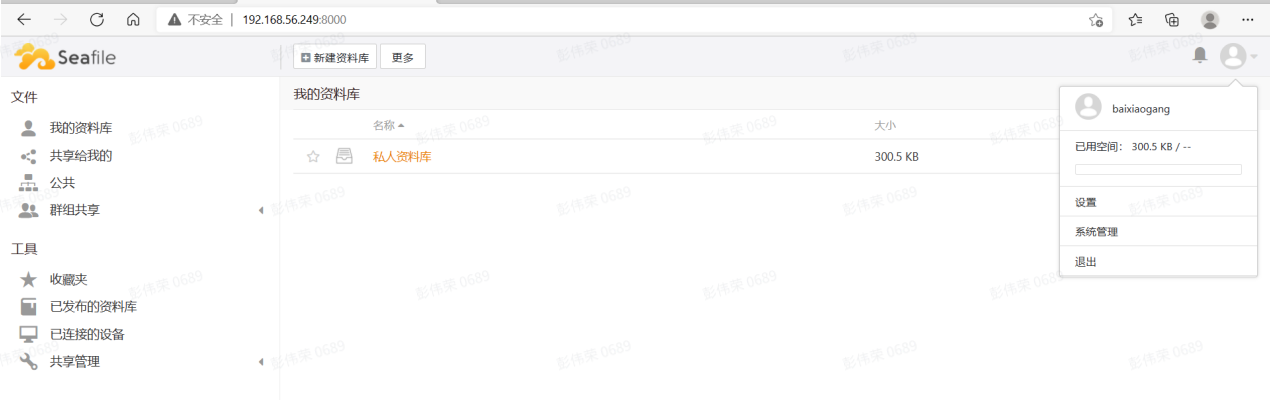 不安全 | 192.168.56.249:8000
Seafile
新建资料库 更多
文件
我的资料库
共享给我的
公共
群组共享
工具
收藏夹
已发布的资料库
已连接的设备
共享管理
我的资料库
名称 大小
私人资料库 300.5 KB
baixiaogang
已用空间： 300.5 KB / --
设置
系统管理
退出
彭伟荣 0689